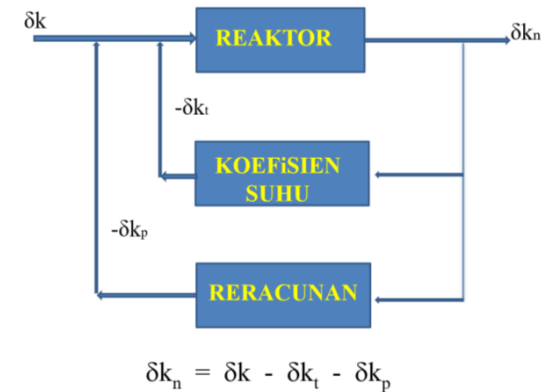 δk
REAKTOR
δkₙ
-δkₜ
KOEFiSIEN
SUHU
-δkₚ
RERACUNAN
δkₙ = δk - δkₜ - δkₚ